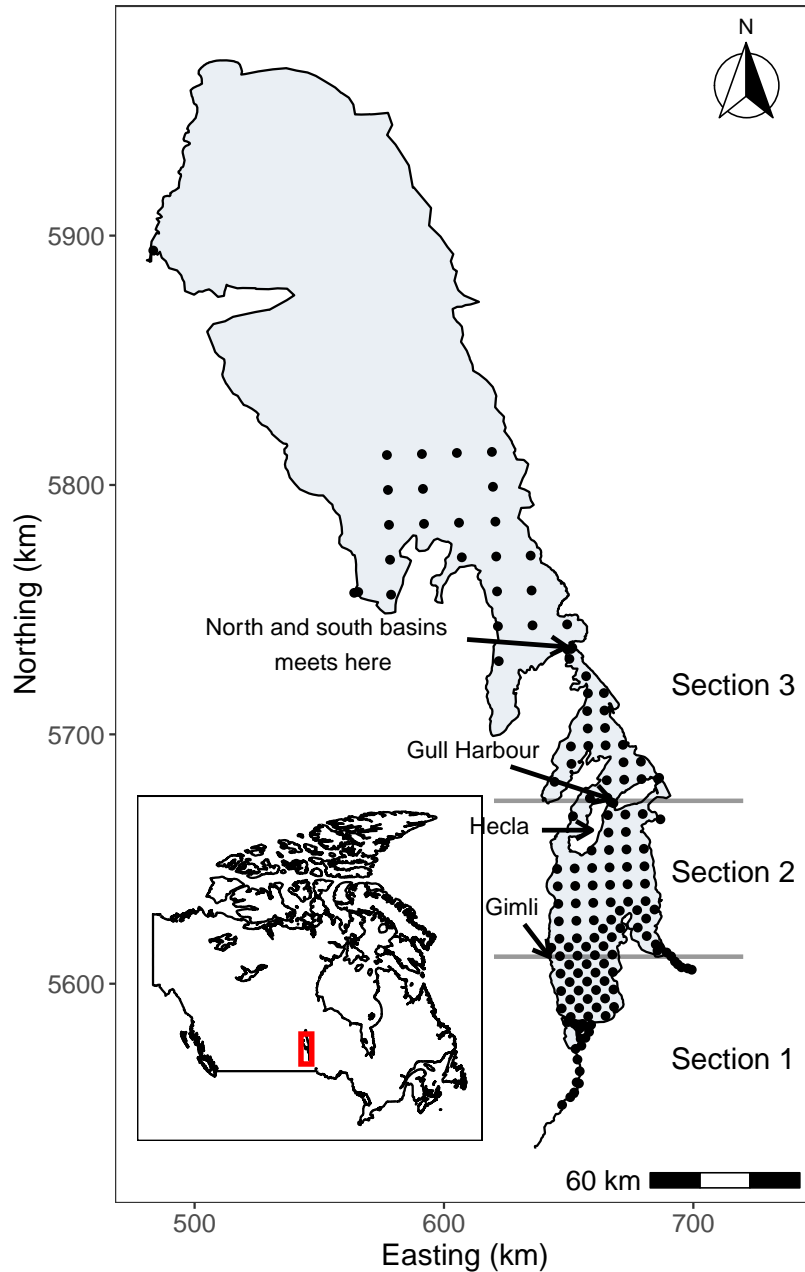 N
5900
5800
5700
5600
Northing (km)
North and south basins
meets here
Section 3
Gull Harbour
Hecla
Section 2
Gimli
Section 1
60 km
500
600
700
Easting (km)